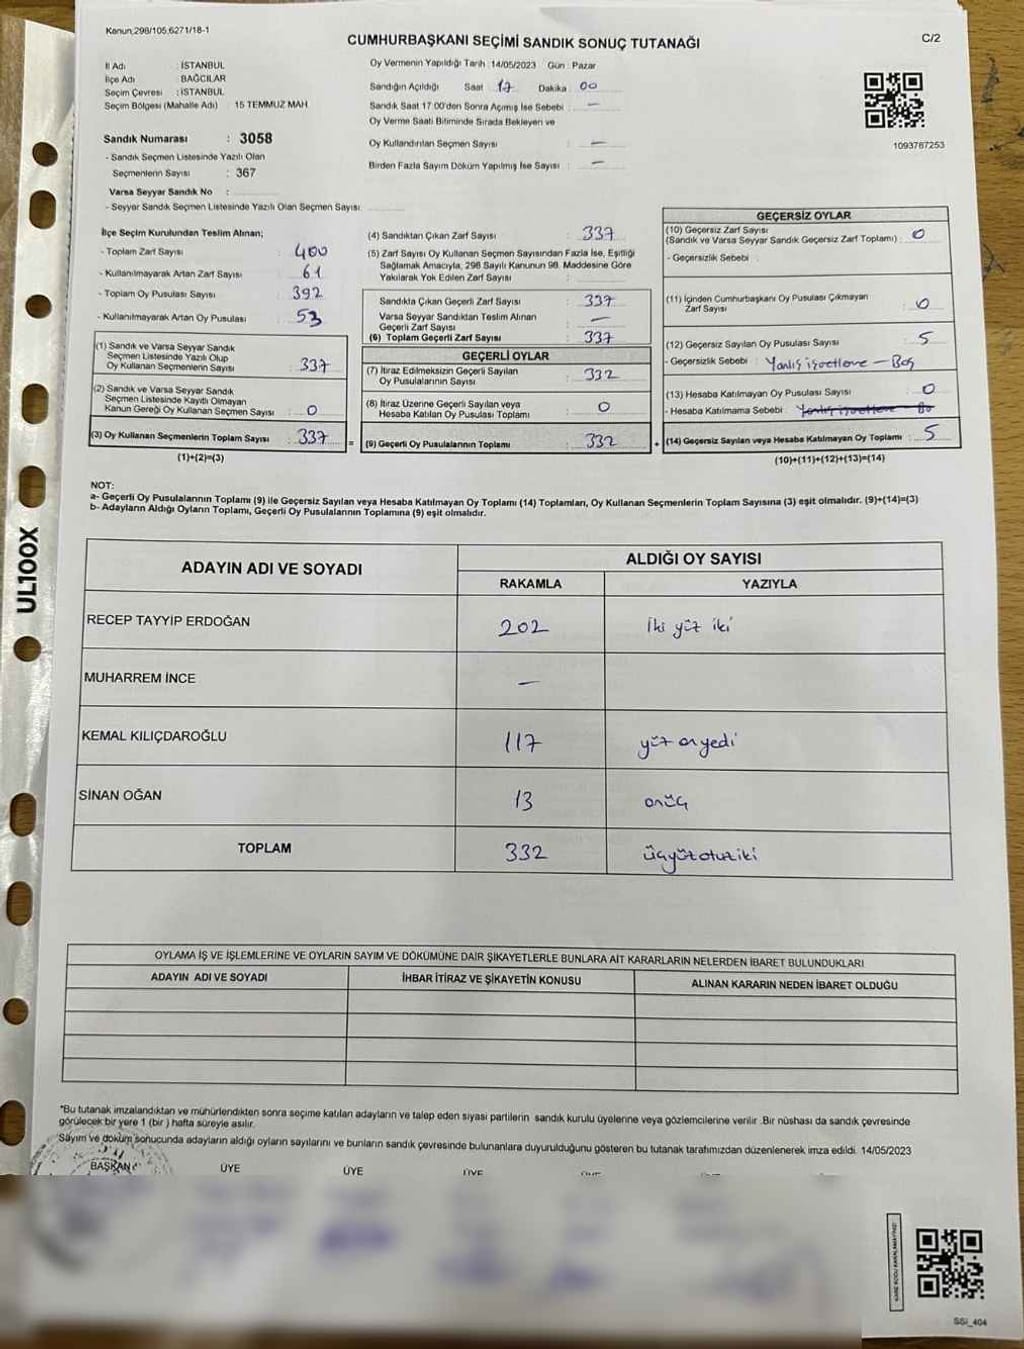 Kanun,298/105,6271/18-1
C/2
CUMHURBAŞKANI SEÇİMİ SANDIK SONUÇ TUTANAĞI
İl Adı : İSTANBUL
İlçe Adı : BAĞCILAR
Seçim Çevresi : İSTANBUL
Seçim Bölgesi (Mahalle Adı) : 15 TEMMUZ MAH
Sandık Numarası : 3058
- Sandık Seçmen Listesinde Yazılı Olan
Seçmenlerin Sayısı : 367
Varsa Seyyar Sandık No :
- Seyyar Sandık Seçmen Listesinde Yazılı Olan Seçmen Sayısı:
Oy Vermenin Yapıldığı Tarih : 14/05/2023 Gün : Pazar
Sandığın Açıldığı Saat 17 Dakika 00
Sandık Saat 17.00'den Sonra Açımış İse Sebebi : —
Oy Verme Saati Bitiminde Sırada Bekleyen ve
Oy Kullandırılan Seçmen Sayısı : —
Birden Fazla Sayım Döküm Yapılmış İse Sayısı : —
1093787253
İlçe Seçim Kurulundan Teslim Alınan;
- Toplam Zarf Sayısı : 400
- Kullanılmayarak Artan Zarf Sayısı : 61
- Toplam Oy Pusulası Sayısı : 392
- Kullanılmayarak Artan Oy Pusulası : 53
(1) Sandık ve Varsa Seyyar Sandık
Seçmen Listesinde Yazılı Olup
Oy Kullanan Seçmenlerin Sayısı : 337
(2) Sandık ve Varsa Seyyar Sandık
Seçmen Listesinde Kayıtlı Olmayan
Kanun Gereği Oy Kullanan Seçmen Sayısı : 0
(3) Oy Kullanan Seçmenlerin Toplam Sayısı : 337
(1)+(2)=(3)
(4) Sandıktan Çıkan Zarf Sayısı : 337
(5) Zarf Sayısı Oy Kullanan Seçmen Sayısından Fazla İse, Eşitliği
Sağlamak Amacıyla, 298 Sayılı Kanunun 98. Maddesine Göre
Yakılarak Yok Edilen Zarf Sayısı :
Sandıkta Çıkan Geçerli Zarf Sayısı : 337
Varsa Seyyar Sandıktan Teslim Alınan
Geçerli Zarf Sayısı : —
(6) Toplam Geçerli Zarf Sayısı : 337
GEÇERLİ OYLAR
(7) İtiraz Edilmeksizin Geçerli Sayılan
Oy Pusulalarının Sayısı : 332
(8) İtiraz Üzerine Geçerli Sayılan veya
Hesaba Katılan Oy Pusulası Toplamı : 0
= (9) Geçerli Oy Pusulalarının Toplamı : 332 +
GEÇERSİZ OYLAR
(10) Geçersiz Zarf Sayısı
(Sandık ve Varsa Seyyar Sandık Geçersiz Zarf Toplamı) : 0
- Geçersizlik Sebebi :
(11) İçinden Cumhurbaşkanı Oy Pusulası Çıkmayan
Zarf Sayısı : 0
(12) Geçersiz Sayılan Oy Pusulası Sayısı : 5
- Geçersizlik Sebebi : Yanlış işaretleme - Boş
(13) Hesaba Katılmayan Oy Pusulası Sayısı : 0
- Hesaba Katılmama Sebebi : Yanlış işaretleme - Bo
(14) Geçersiz Sayılan veya Hesaba Katılmayan Oy Toplamı : 5
(10)+(11)+(12)+(13)=(14)
NOT:
a- Geçerli Oy Pusulalarının Toplamı (9) ile Geçersiz Sayılan veya Hesaba Katılmayan Oy Toplamı (14) Toplamları, Oy Kullanan Seçmenlerin Toplam Sayısına (3) eşit olmalıdır. (9)+(14)=(3)
b- Adayların Aldığı Oyların Toplamı, Geçerli Oy Pusulalarının Toplamına (9) eşit olmalıdır.
ADAYIN ADI VE SOYADI
ALDIĞI OY SAYISI
RAKAMLA YAZIYLA
RECEP TAYYİP ERDOĞAN 202 İki yüz iki
MUHARREM İNCE —
KEMAL KILIÇDAROĞLU 117 yüz onyedi
SİNAN OĞAN 13 onüç
TOPLAM 332 üçyüzotuziki
OYLAMA İŞ VE İŞLEMLERİNE VE OYLARIN SAYIM VE DÖKÜMÜNE DAİR ŞİKAYETLERLE BUNLARA AİT KARARLARIN NELERDEN İBARET BULUNDUKLARI
ADAYIN ADI VE SOYADI İHBAR İTİRAZ VE ŞİKAYETİN KONUSU ALINAN KARARIN NEDEN İBARET OLDUĞU
*Bu tutanak imzalandıktan ve mühürlendikten sonra seçime katılan adayların ve talep eden siyasi partilerin sandık kurulu üyelerine veya gözlemcilerine verilir .Bir nüshası da sandık çevresinde
görülecek bir yere 1 (bir ) hafta süreyle asılır.
Sayım ve döküm sonucunda adayların aldığı oyların sayılarını ve bunların sandık çevresinde bulunanlara duyurulduğunu gösteren bu tutanak tarafımızdan düzenlenerek imza edildi. 14/05/2023
BAŞKAN ÜYE ÜYE ÜYE
SSİ_404
UL100X